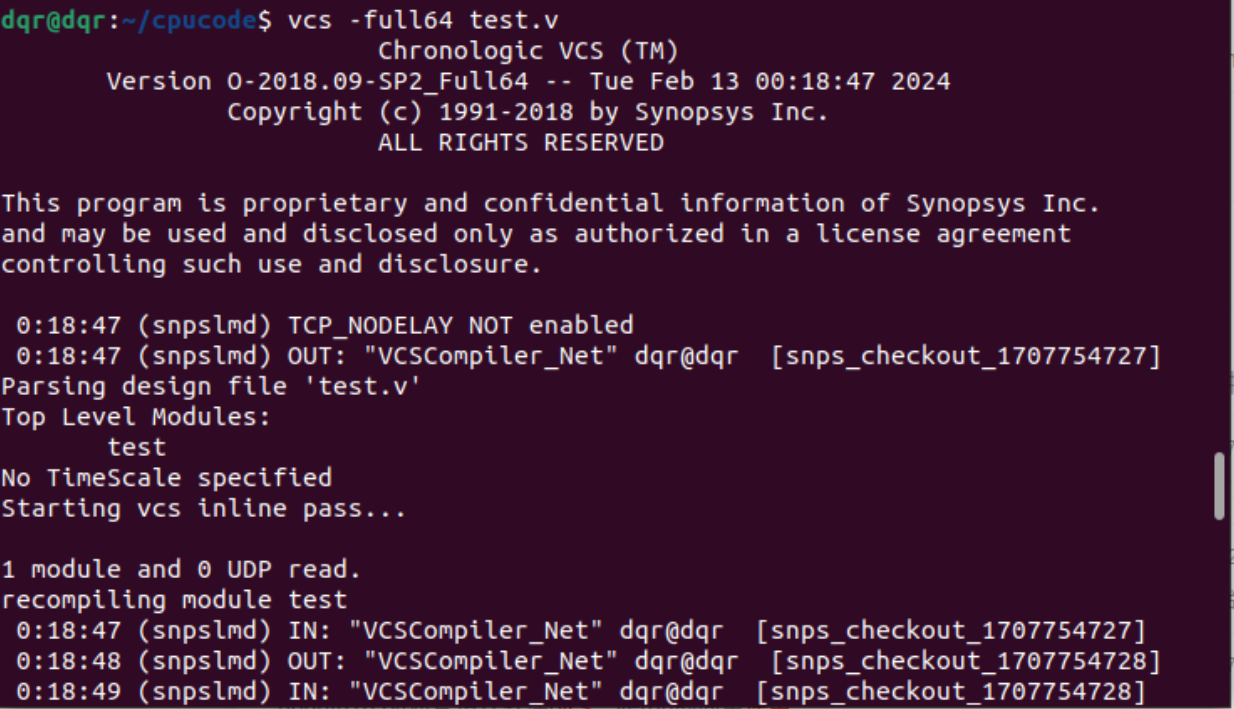 dqr@dqr:~/cpucode$ vcs -full64 test.v
Chronologic VCS (TM)
Version O-2018.09-SP2_Full64 -- Tue Feb 13 00:18:47 2024
Copyright (c) 1991-2018 by Synopsys Inc.
ALL RIGHTS RESERVED
This program is proprietary and confidential information of Synopsys Inc.
and may be used and disclosed only as authorized in a license agreement
controlling such use and disclosure.
0:18:47 (snpslmd) TCP_NODELAY NOT enabled
0:18:47 (snpslmd) OUT: "VCSCompiler_Net" dqr@dqr  [snps_checkout_1707754727]
Parsing design file 'test.v'
Top Level Modules:
test
No TimeScale specified
Starting vcs inline pass...
1 module and 0 UDP read.
recompiling module test
0:18:47 (snpslmd) IN: "VCSCompiler_Net" dqr@dqr  [snps_checkout_1707754727]
0:18:48 (snpslmd) OUT: "VCSCompiler_Net" dqr@dqr  [snps_checkout_1707754728]
0:18:49 (snpslmd) IN: "VCSCompiler_Net" dqr@dqr  [snps_checkout_1707754728]